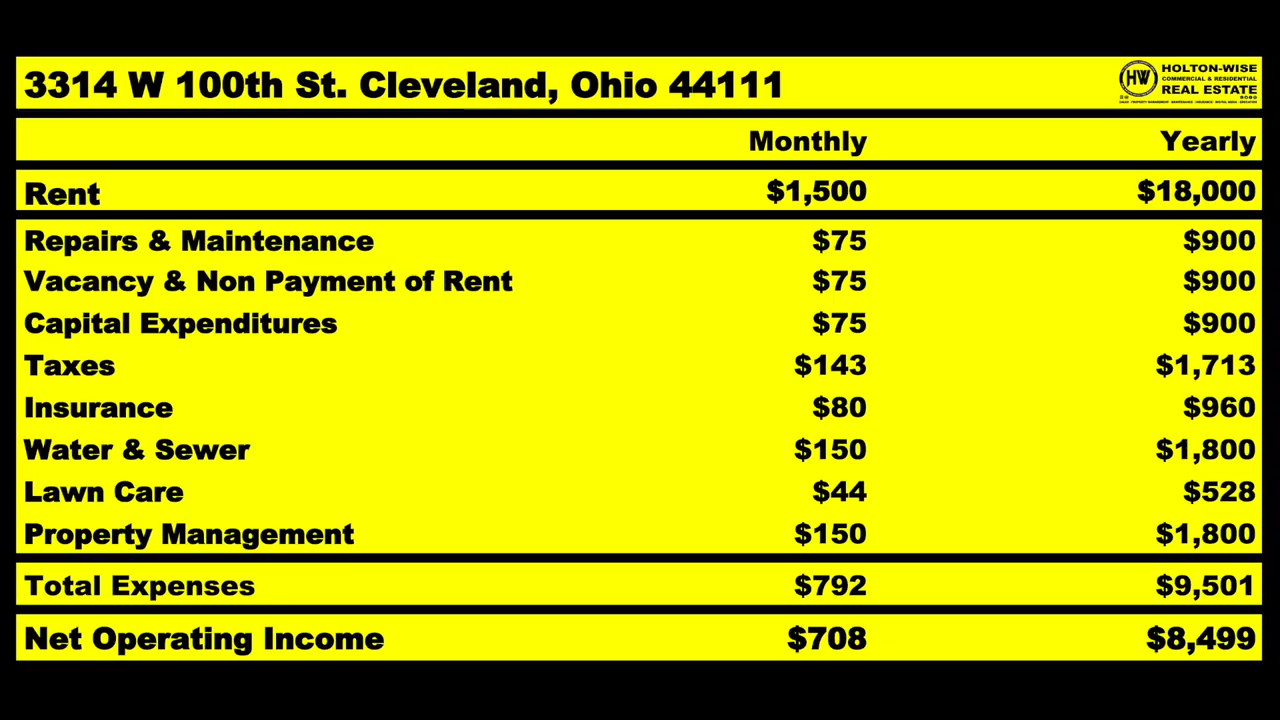 3314 W 100th St. Cleveland, Ohio 44111
HW HOLTON-WISE
COMMERCIAL & RESIDENTIAL
REAL ESTATE
Monthly Yearly
Rent $1,500 $18,000
Repairs & Maintenance $75 $900
Vacancy & Non Payment of Rent $75 $900
Capital Expenditures $75 $900
Taxes $143 $1,713
Insurance $80 $960
Water & Sewer $150 $1,800
Lawn Care $44 $528
Property Management $150 $1,800
Total Expenses $792 $9,501
Net Operating Income $708 $8,499